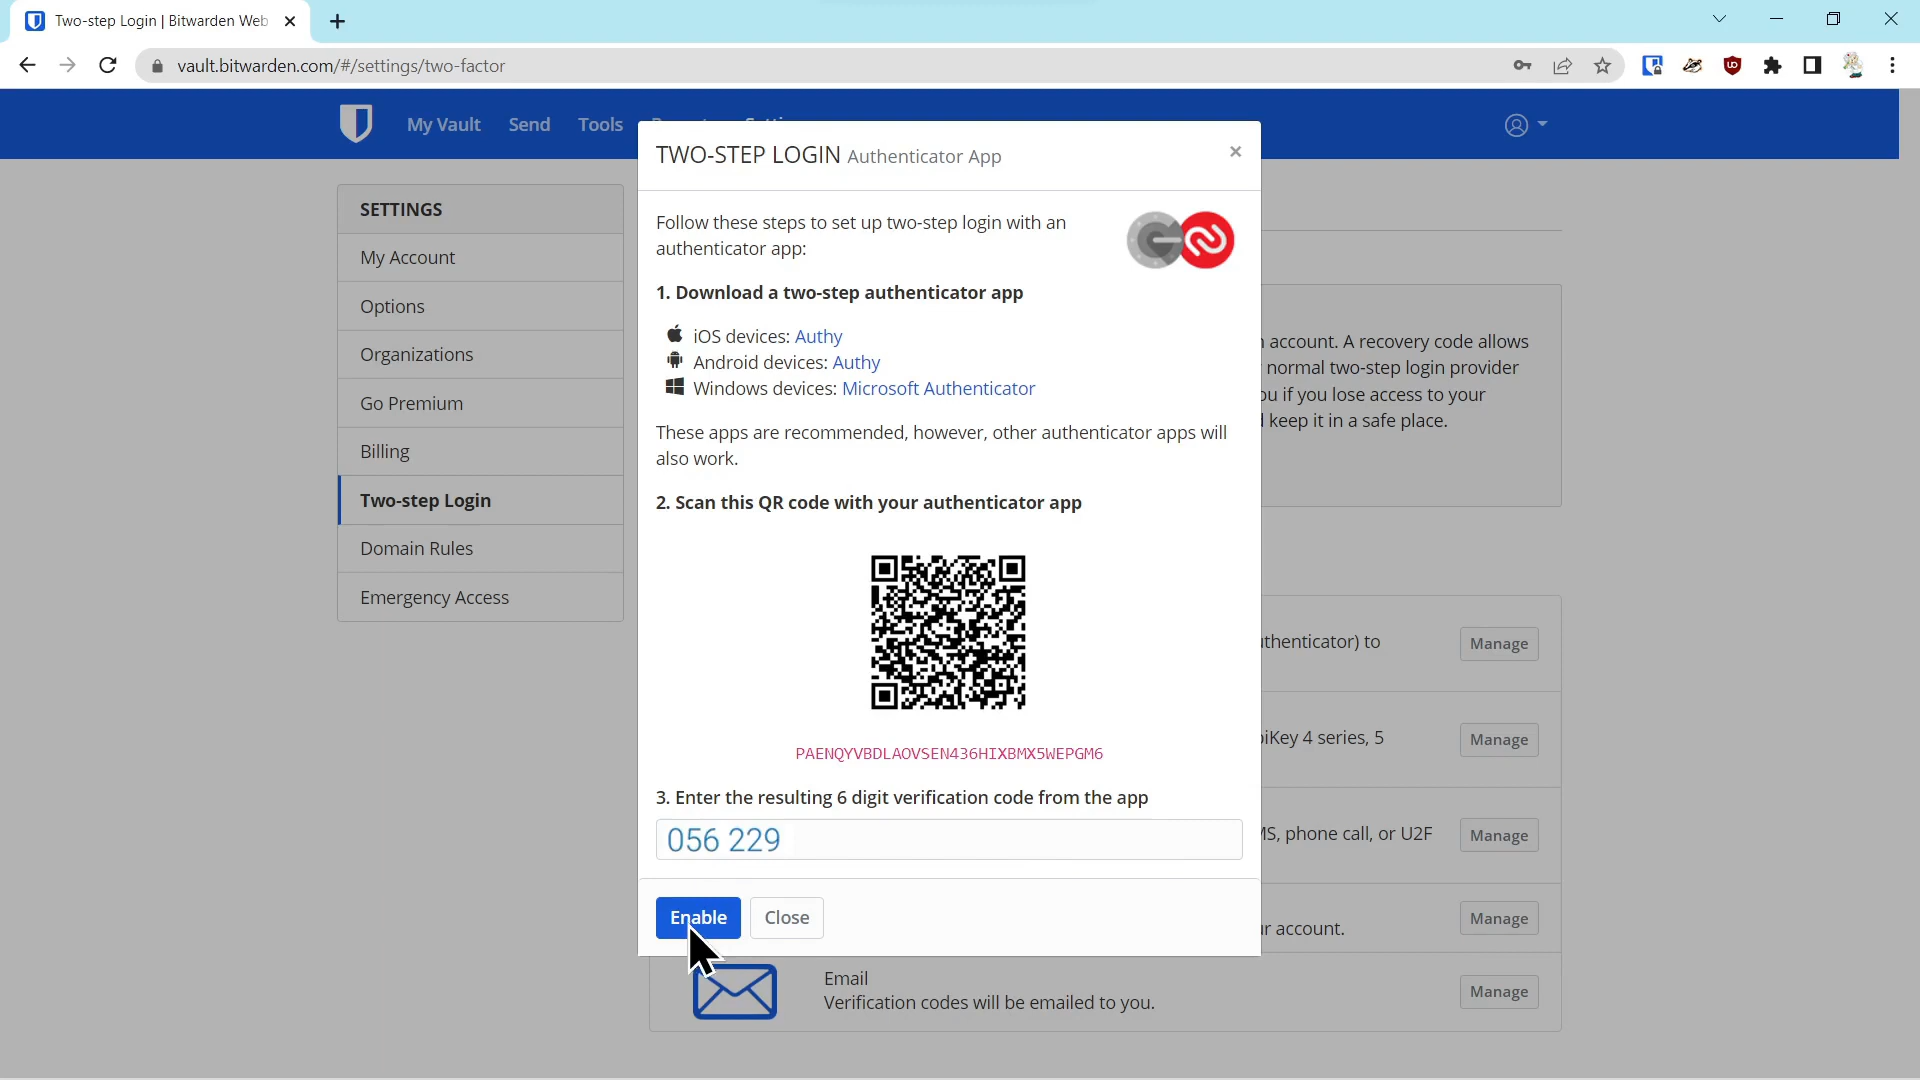 Two-step Login | Bitwarden Web
vault.bitwarden.com/#/settings/two-factor
My Vault
Send
Tools
TWO-STEP LOGIN Authenticator App
×
SETTINGS
My Account
Options
Organizations
Go Premium
Billing
Two-step Login
Domain Rules
Emergency Access
Follow these steps to set up two-step login with an
authenticator app:
1. Download a two-step authenticator app
iOS devices: Authy
Android devices: Authy
Windows devices: Microsoft Authenticator
These apps are recommended, however, other authenticator apps will
also work.
2. Scan this QR code with your authenticator app
PAENQYVBDLAOVSEN436HIXBMX5WEPGM6
3. Enter the resulting 6 digit verification code from the app
056 229
Enable
Close
account. A recovery code allows
normal two-step login provider
ou if you lose access to your
keep it in a safe place.
uthenticator) to
Manage
biKey 4 series, 5
Manage
MS, phone call, or U2F
Manage
ur account.
Manage
Email
Verification codes will be emailed to you.
Manage